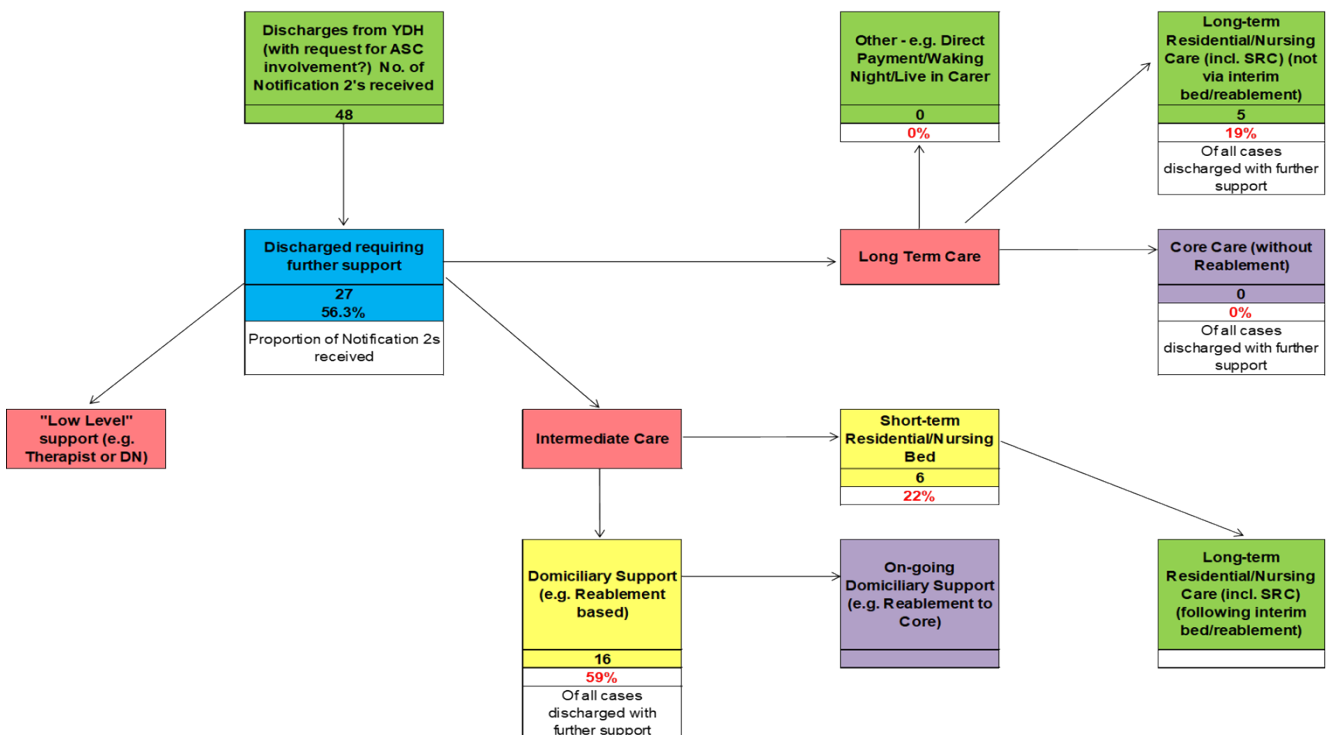 Discharges from YDH
(with request for ASC
involvement?) No. of
Notification 2's received
48
Other - e.g. Direct
Payment/Waking
Night/Live in Carer
0
0%
Long-term
Residential/Nursing
Care (incl. SRC) (not
via interim
bed/reablement)
5
19%
Of all cases
discharged with further
support
Discharged requiring
further support
27
56.3%
Proportion of Notification 2s
received
Long Term Care
Core Care (without
Reablement)
0
0%
Of all cases
discharged with further
support
"Low Level"
support (e.g.
Therapist or DN)
Intermediate Care
Short-term
Residential/Nursing
Bed
6
22%
Domiciliary Support
(e.g. Reablement
based)
16
59%
Of all cases
discharged with
further support
On-going
Domiciliary Support
(e.g. Reablement to
Core)
Long-term
Residential/Nursing
Care (incl. SRC)
(following interim
bed/reablement)